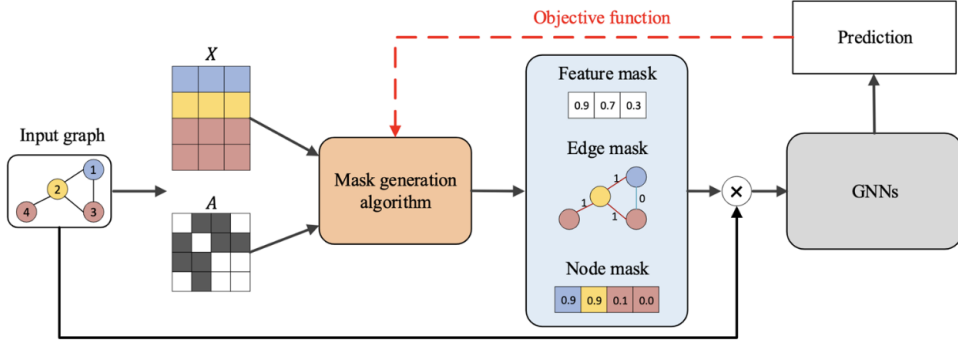 Objective function
Prediction
X
Feature mask
0.9 0.7 0.3
Input graph
1
2
4 3
Mask generation
algorithm
Edge mask
1
0
1 1
×
GNNs
A
Node mask
0.9 0.9 0.1 0.0